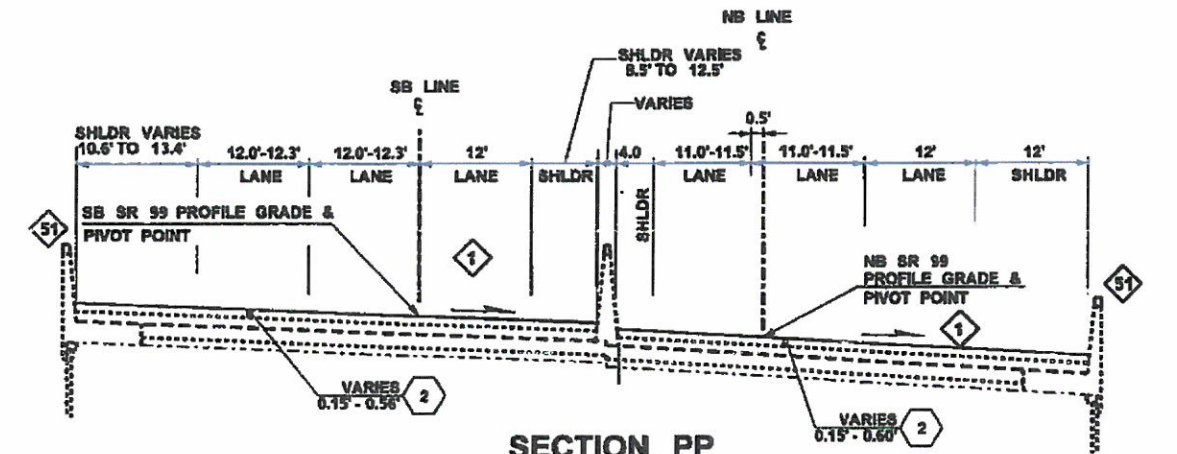 NB LINE
℄
SHLDR VARIES
8.5' TO 12.5'
SB LINE
℄
VARIES
0.5'
SHLDR VARIES
10.6' TO 13.4'
12.0'-12.3'
LANE
12.0'-12.3'
LANE
12'
LANE
SHLDR
4.0
SHLDR
11.0'-11.5'
LANE
11.0'-11.5'
LANE
12'
LANE
12'
SHLDR
51
SB SR 99 PROFILE GRADE &
PIVOT POINT
1
NB SR 99
PROFILE GRADE &
PIVOT POINT
51
1
VARIES
0.15' - 0.56'
2
VARIES
0.15' - 0.60'
2
SECTION PP